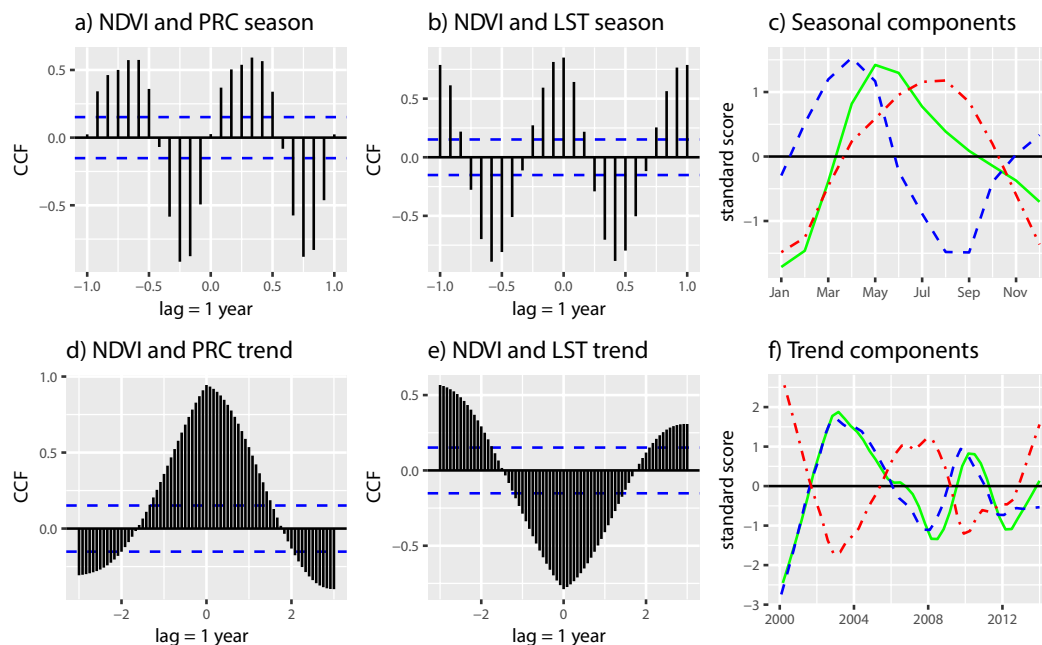 a) NDVI and PRC season
b) NDVI and LST season
c) Seasonal components
CCF
0.5
0.0
−0.5
−1.0
−0.5
0.0
0.5
1.0
lag = 1 year
CCF
0.5
0.0
−0.5
−1.0
−0.5
0.0
0.5
1.0
lag = 1 year
standard score
1
0
−1
Jan
Mar
May
Jul
Sep
Nov
d) NDVI and PRC trend
e) NDVI and LST trend
f) Trend components
CCF
1.0
0.5
0.0
−2
0
2
lag = 1 year
CCF
0.5
0.0
−0.5
−2
0
2
lag = 1 year
standard score
2
1
0
−1
−2
−3
2000
2004
2008
2012